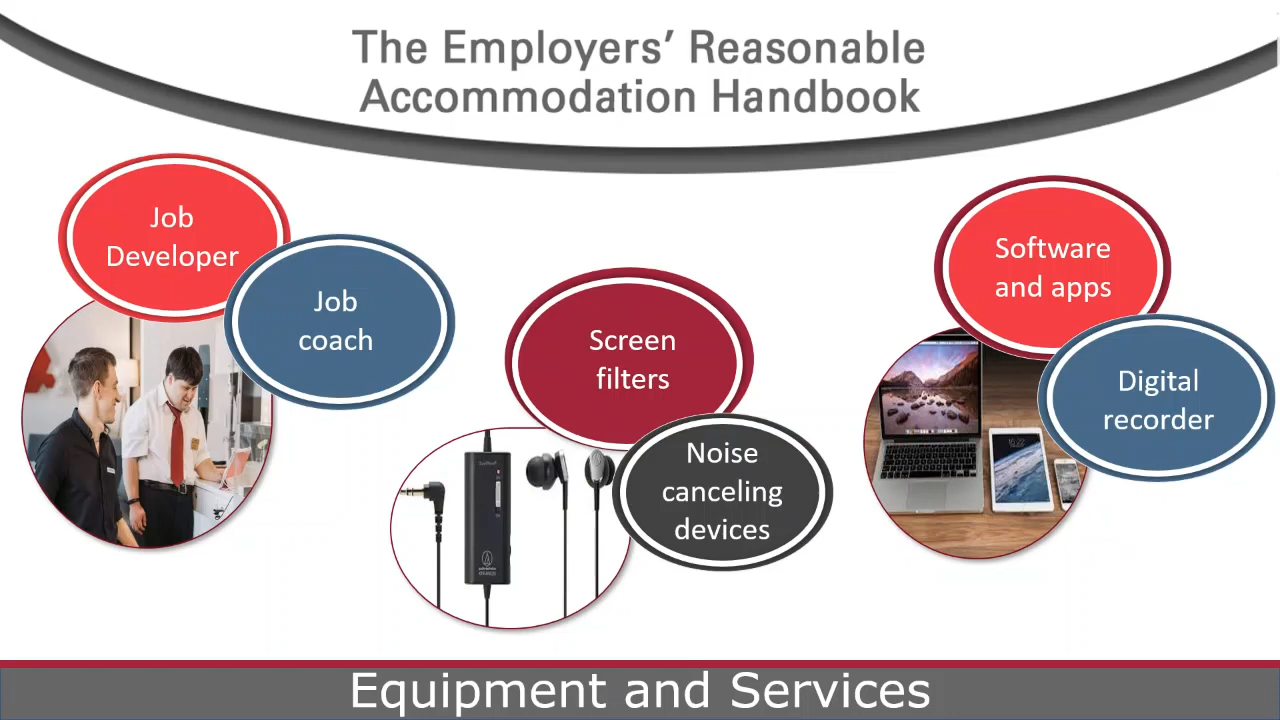 The Employers’ Reasonable
Accommodation Handbook
Job
Developer
Job
coach
Screen
filters
Noise
canceling
devices
Software
and apps
Digital
recorder
Equipment and Services